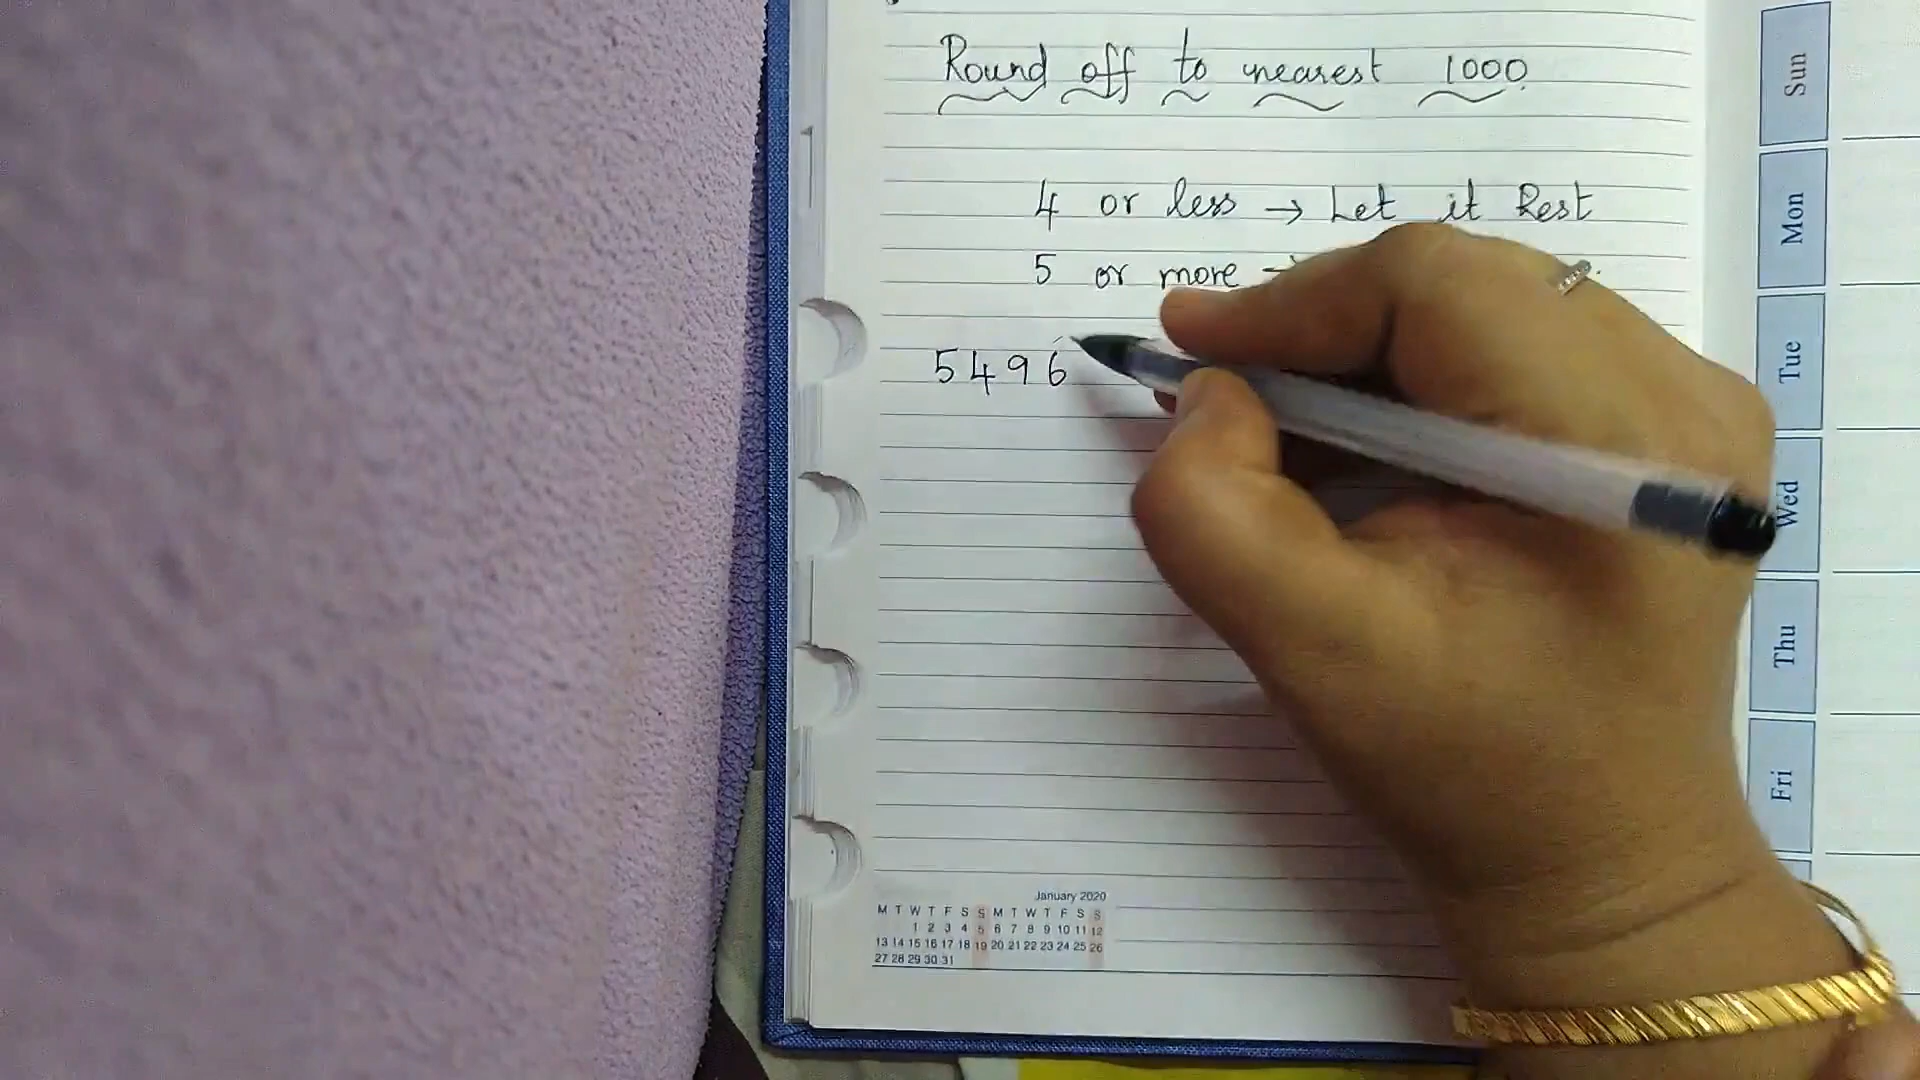 Round off to nearest 1000.
4 or less → Let it Rest
5 or more →
5496
Sun
Mon
Tue
Wed
Thu
Fri
January 2020
M T W T F S S M T W T F S S
1 2 3 4 5 6 7 8 9 10 11 12
13 14 15 16 17 18 19 20 21 22 23 24 25 26
27 28 29 30 31